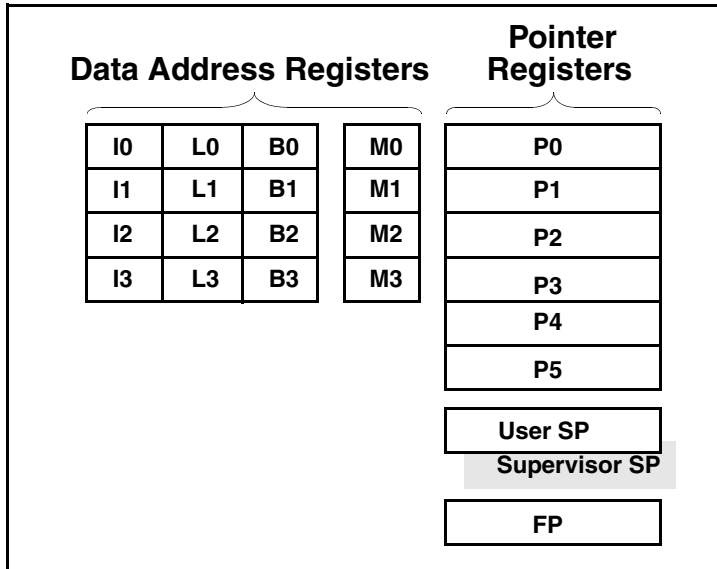 Data Address Registers
Pointer
Registers
I0 L0 B0 M0 P0
I1 L1 B1 M1 P1
I2 L2 B2 M2 P2
I3 L3 B3 M3 P3
P4
P5
User SP
Supervisor SP
FP